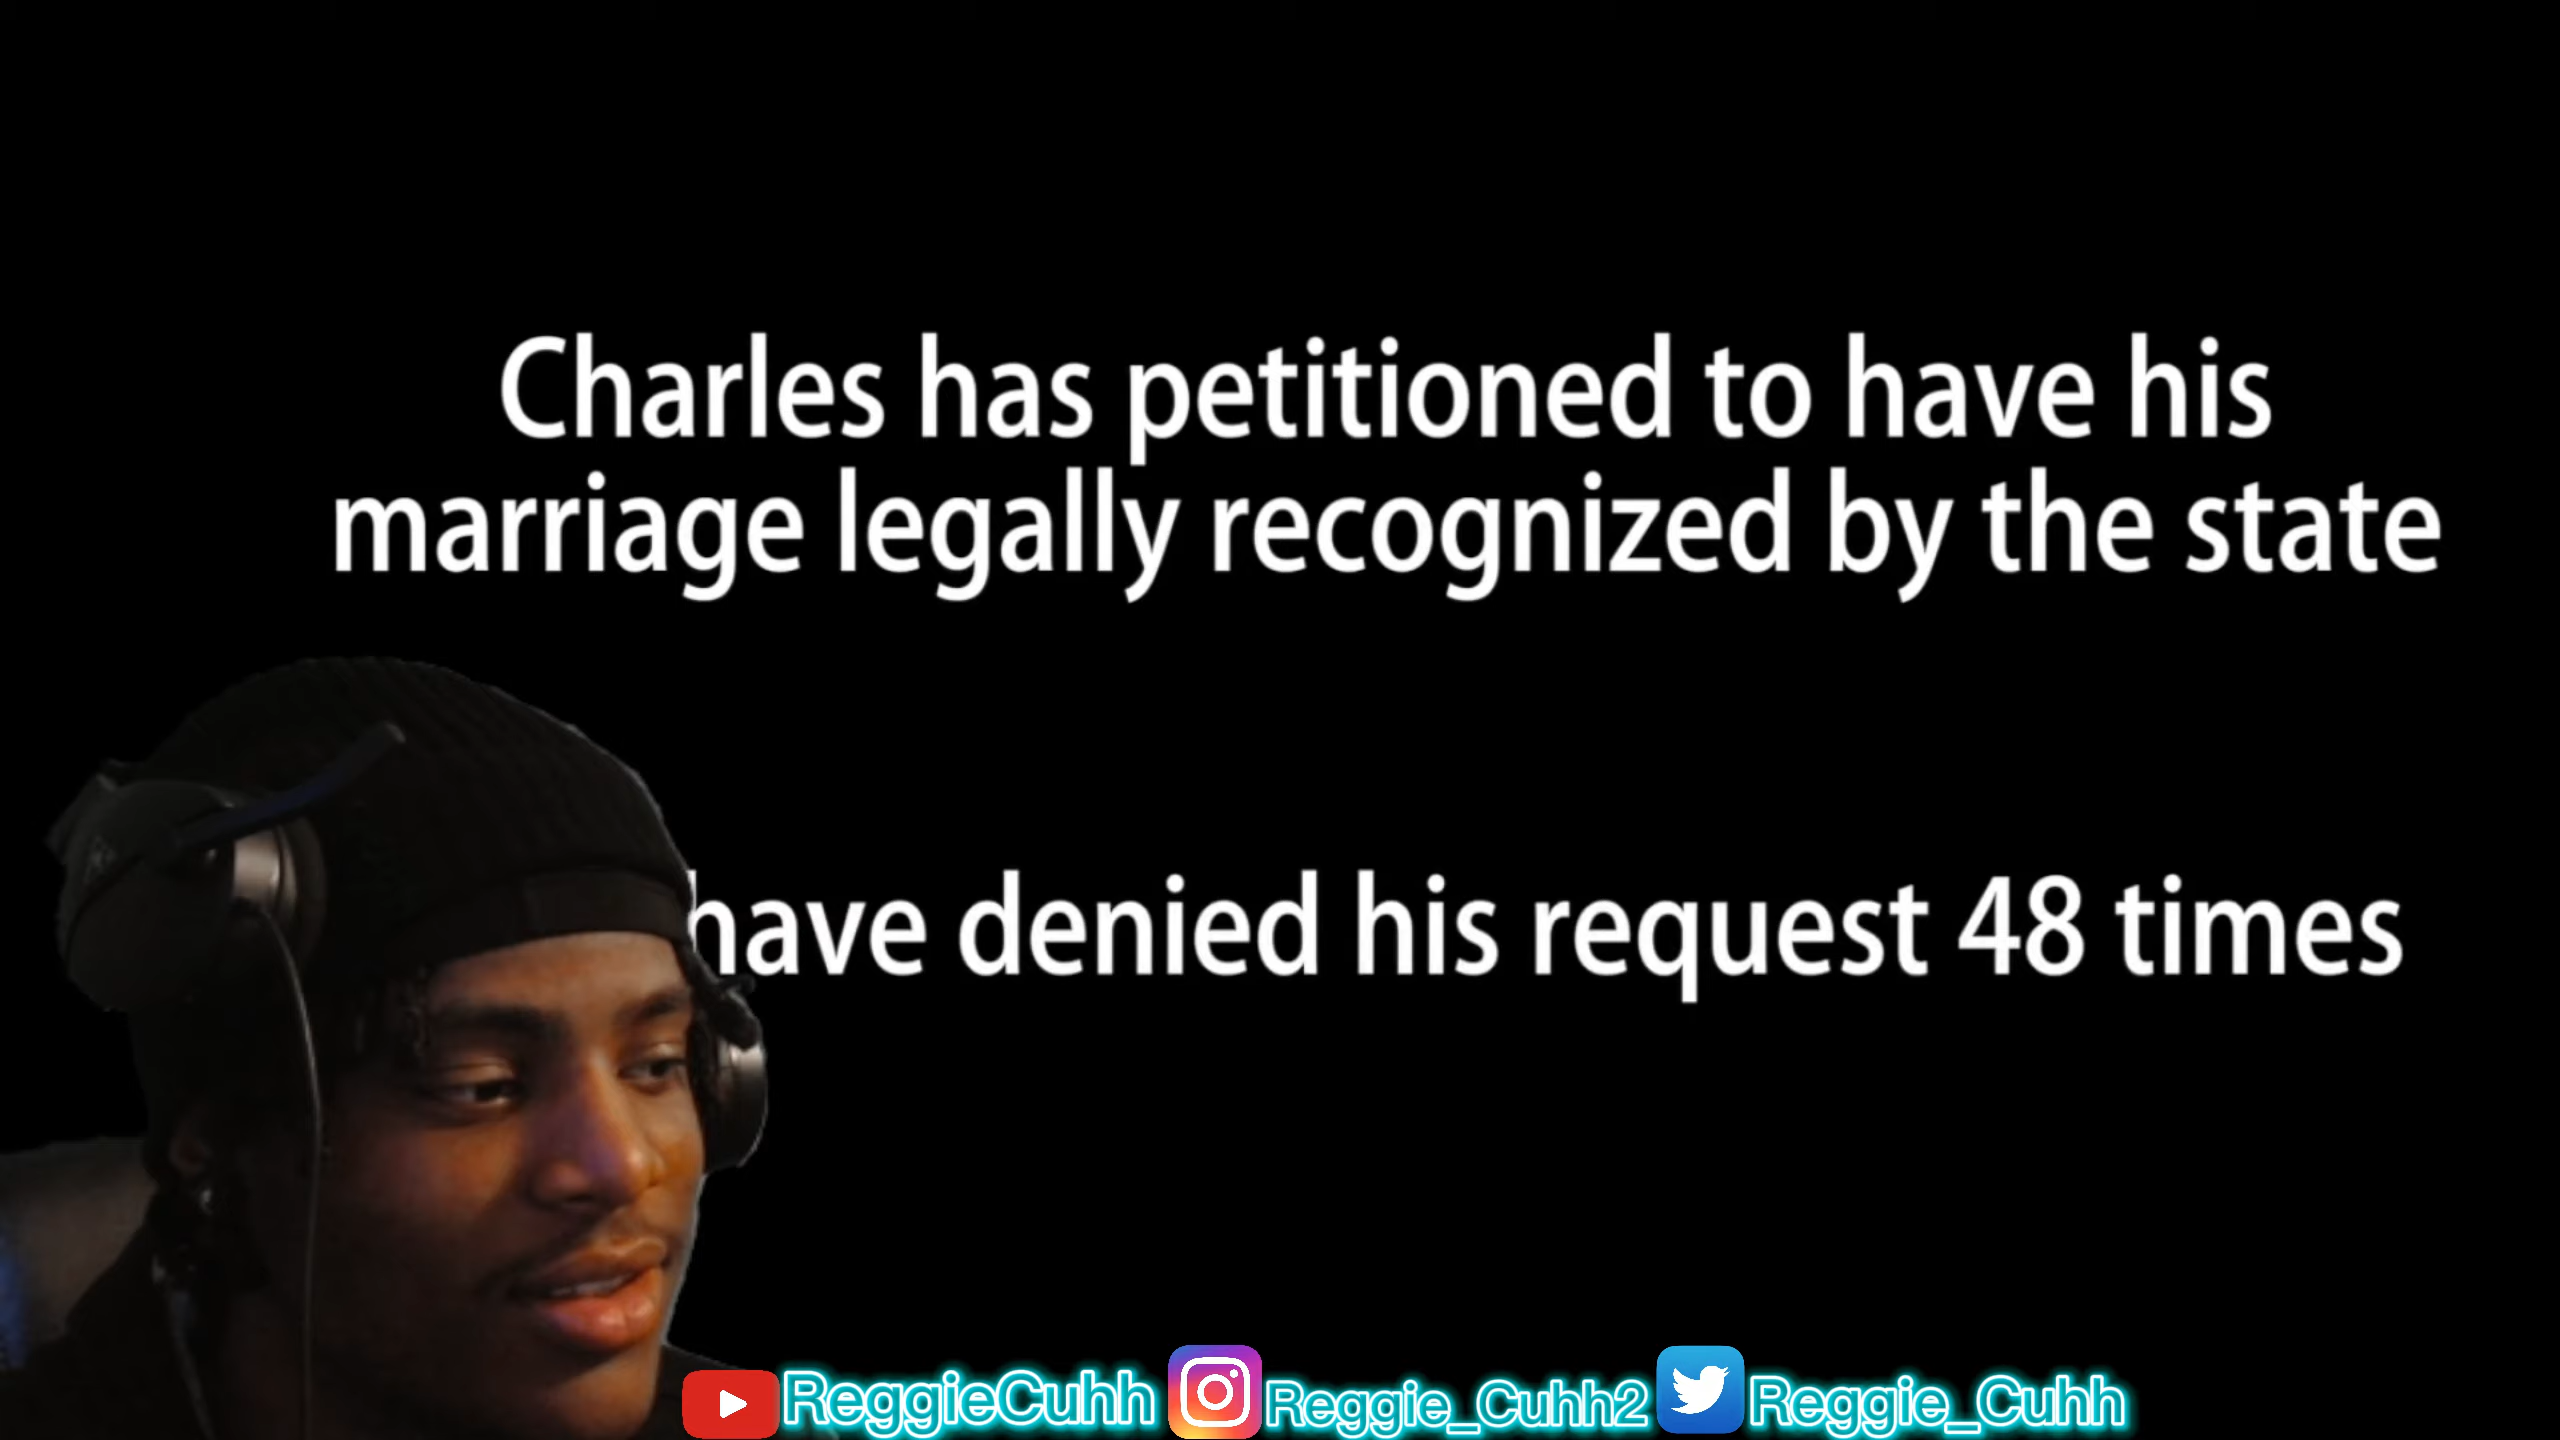 Charles has petitioned to have his
marriage legally recognized by the state
have denied his request 48 times
ReggieCuhh Reggie_Cuhh2 Reggie_Cuhh